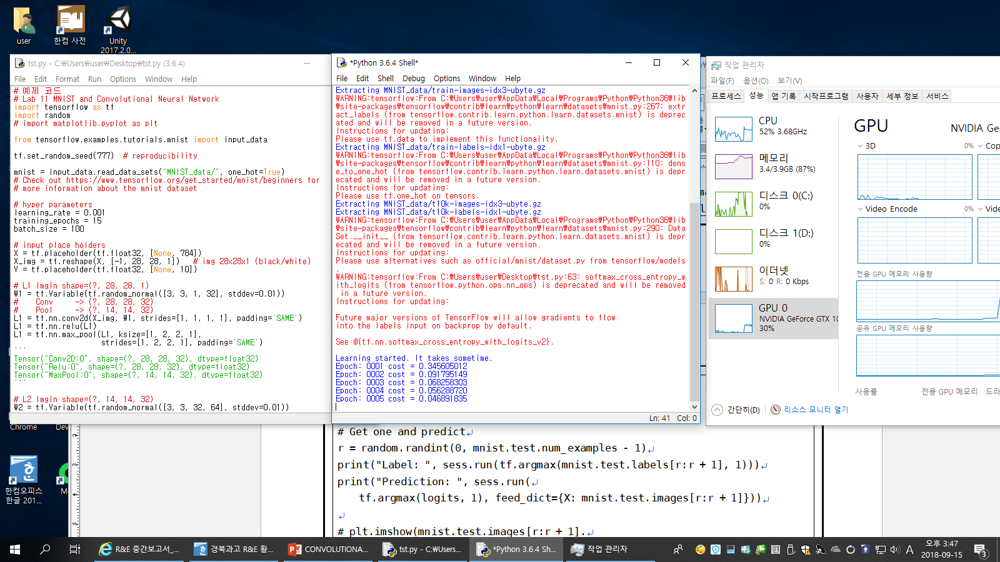 user
한컴 사전
Unity
2017.2.0...
tst.py - C:₩Users₩user₩Desktop₩tst.py (3.6.4)
File Edit Format Run Options Window Help
# 예제 코드
# Lab 11 MNIST and Convolutional Neural Network
import tensorflow as tf
import random
# import matplotlib.pyplot as plt
from tensorflow.examples.tutorials.mnist import input_data
tf.set_random_seed(777)  # reproducibility
mnist = input_data.read_data_sets("MNIST_data/", one_hot=True)
# Check out https://www.tensorflow.org/get_started/mnist/beginners for
# more information about the mnist dataset
# hyper parameters
learning_rate = 0.001
training_epochs = 15
batch_size = 100
# input place holders
X = tf.placeholder(tf.float32, [None, 784])
X_img = tf.reshape(X, [-1, 28, 28, 1])   # img 28x28x1 (black/white)
Y = tf.placeholder(tf.float32, [None, 10])
# L1 ImgIn shape=(?, 28, 28, 1)
W1 = tf.Variable(tf.random_normal([3, 3, 1, 32], stddev=0.01))
#    Conv     -> (?, 28, 28, 32)
#    Pool     -> (?, 14, 14, 32)
L1 = tf.nn.conv2d(X_img, W1, strides=[1, 1, 1, 1], padding='SAME')
L1 = tf.nn.relu(L1)
L1 = tf.nn.max_pool(L1, ksize=[1, 2, 2, 1],
strides=[1, 2, 2, 1], padding='SAME')
'''
Tensor("Conv2D:0", shape=(?, 28, 28, 32), dtype=float32)
Tensor("Relu:0", shape=(?, 28, 28, 32), dtype=float32)
Tensor("MaxPool:0", shape=(?, 14, 14, 32), dtype=float32)
'''
# L2 ImgIn shape=(?, 14, 14, 32)
W2 = tf.Variable(tf.random_normal([3, 3, 32, 64], stddev=0.01))
*Python 3.6.4 Shell*
File Edit Shell Debug Options Window Help
Extracting MNIST_data/train-images-idx3-ubyte.gz
WARNING:tensorflow:From C:₩Users₩user₩AppData₩Local₩Programs₩Python₩Python36₩lib
₩site-packages₩tensorflow₩contrib₩learn₩python₩learn₩datasets₩mnist.py:267: extr
act_labels (from tensorflow.contrib.learn.python.learn.datasets.mnist) is deprec
ated and will be removed in a future version.
Instructions for updating:
Please use tf.data to implement this functionality.
Extracting MNIST_data/train-labels-idx1-ubyte.gz
WARNING:tensorflow:From C:₩Users₩user₩AppData₩Local₩Programs₩Python₩Python36₩lib
₩site-packages₩tensorflow₩contrib₩learn₩python₩learn₩datasets₩mnist.py:110: dens
e_to_one_hot (from tensorflow.contrib.learn.python.learn.datasets.mnist) is depr
ecated and will be removed in a future version.
Instructions for updating:
Please use tf.one_hot on tensors.
Extracting MNIST_data/t10k-images-idx3-ubyte.gz
Extracting MNIST_data/t10k-labels-idx1-ubyte.gz
WARNING:tensorflow:From C:₩Users₩user₩AppData₩Local₩Programs₩Python₩Python36₩lib
₩site-packages₩tensorflow₩contrib₩learn₩python₩learn₩datasets₩mnist.py:290: Data
Set.__init__ (from tensorflow.contrib.learn.python.learn.datasets.mnist) is depr
ecated and will be removed in a future version.
Instructions for updating:
Please use alternatives such as official/mnist/dataset.py from tensorflow/models
.
WARNING:tensorflow:From C:₩Users₩user₩Desktop₩tst.py:63: softmax_cross_entropy_w
ith_logits (from tensorflow.python.ops.nn_ops) is deprecated and will be removed
in a future version.
Instructions for updating:
Future major versions of TensorFlow will allow gradients to flow
into the labels input on backprop by default.
See @{tf.nn.softmax_cross_entropy_with_logits_v2}.
Learning started. It takes sometime.
Epoch: 0001 cost = 0.345605012
Epoch: 0002 cost = 0.091795149
Epoch: 0003 cost = 0.068258303
Epoch: 0004 cost = 0.056288720
Epoch: 0005 cost = 0.046891835
Ln: 41 Col: 0
작업 관리자
파일(F) 옵션(O) 보기(V)
프로세스 성능 앱 기록 시작프로그램 사용자 세부 정보 서비스
CPU
52% 3.68GHz
메모리
3.4/3.9GB (87%)
디스크 0(C:)
0%
디스크 1(D:)
0%
이더넷
S: 0 R: 0 Kbps
GPU 0
NVIDIA GeForce GTX 10
30%
GPU NVIDIA Ge
3D 0% Cop
Video Encode 0% Vide
전용 GPU 메모리 사용량
공유 GPU 메모리 사용량
사용률 전용 GPU 메모리 드라
간단히(D) 리소스 모니터 열기
Chrome Dev
한컴오피스
한글 201...
# Get one and predict
r = random.randint(0, mnist.test.num_examples - 1)
print("Label: ", sess.run(tf.argmax(mnist.test.labels[r:r + 1], 1)))
print("Prediction: ", sess.run(
tf.argmax(logits, 1), feed_dict={X: mnist.test.images[r:r + 1]}))
# plt.imshow(mnist.test.images[r:r + 1].
R&E 중간보고서_... 경북과고 R&E 활... CONVOLUTIONA... tst.py - C:₩Users... *Python 3.6.4 Sh... 작업 관리자
A
오후 3:47
2018-09-15
3